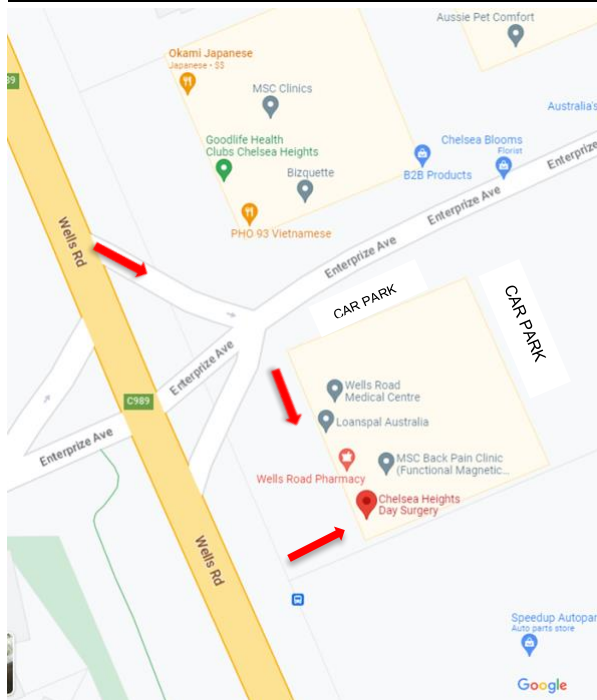 Aussie Pet Comfort
Okami Japanese
Japanese • $$
89
MSC Clinics
Australia's
Goodlife Health
Clubs Chelsea Heights
Chelsea Blooms
Florist
Bizquette
B2B Products
Enterprize
Enterprize Ave
PHO 93 Vietnamese
Wells Rd
Enterprize Ave
CAR PARK
CAR PARK
Enterprize Ave
Wells Road
Medical Centre
C989
Loanspal Australia
Enterprize Ave
MSC Back Pain Clinic
(Functional Magnetic...
Wells Road Pharmacy
Chelsea Heights
Day Surgery
Wells Rd
Speedup Autopar
Auto parts store
Google